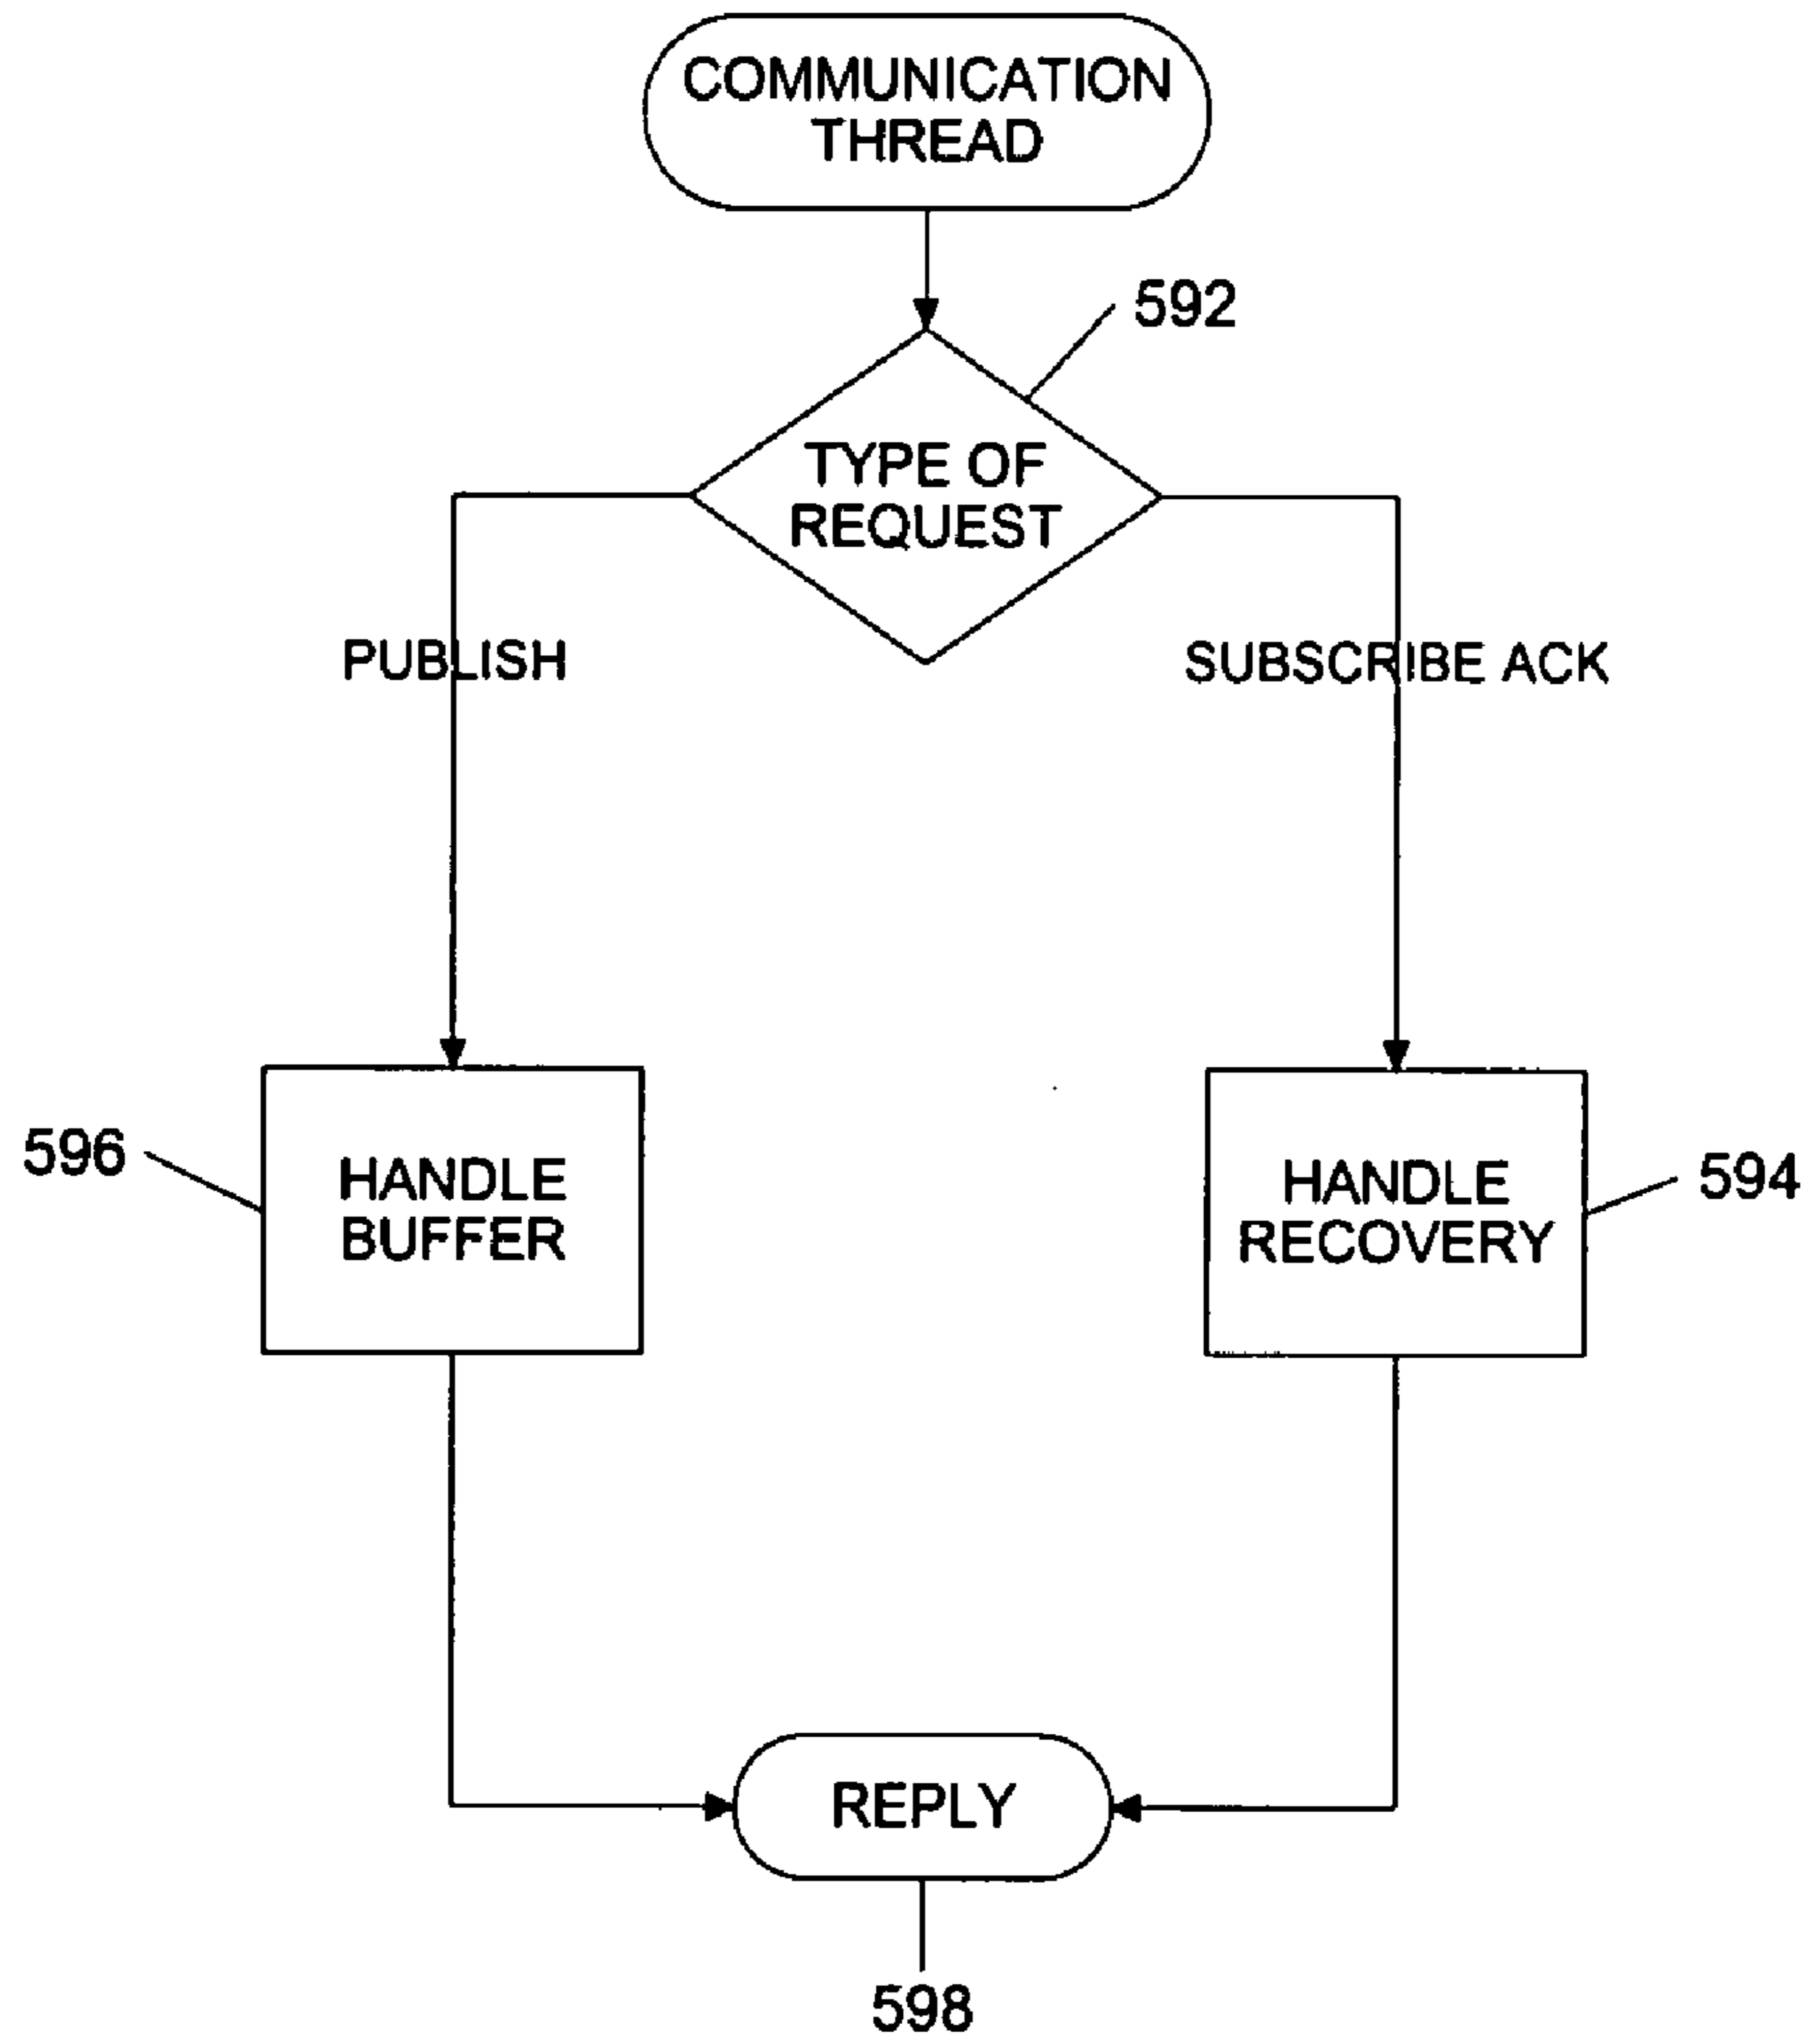 COMMUNICATION
THREAD
592
TYPE OF
REQUEST
PUBLISH
SUBSCRIBE ACK
596
HANDLE
BUFFER
HANDLE
RECOVERY
594
REPLY
598